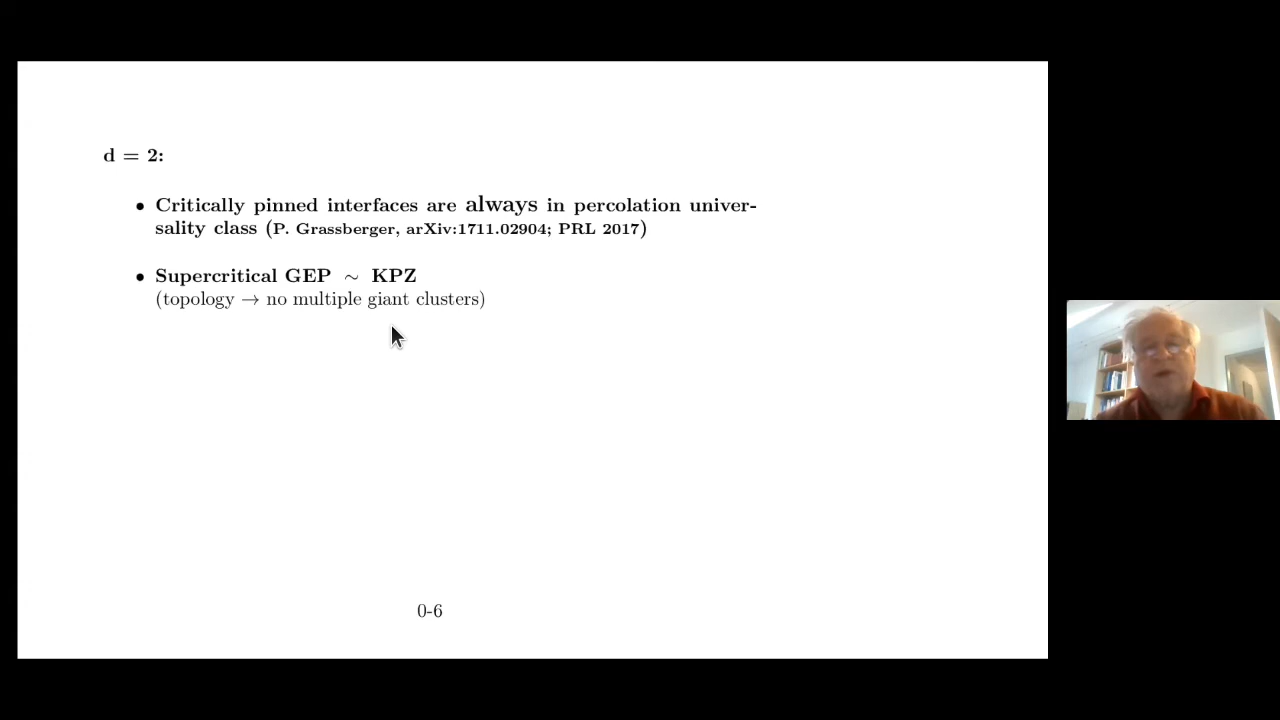 d = 2:
• Critically pinned interfaces are always in percolation univer-
sality class (P. Grassberger, arXiv:1711.02904; PRL 2017)
• Supercritical GEP ∼ KPZ
(topology → no multiple giant clusters)
0-6